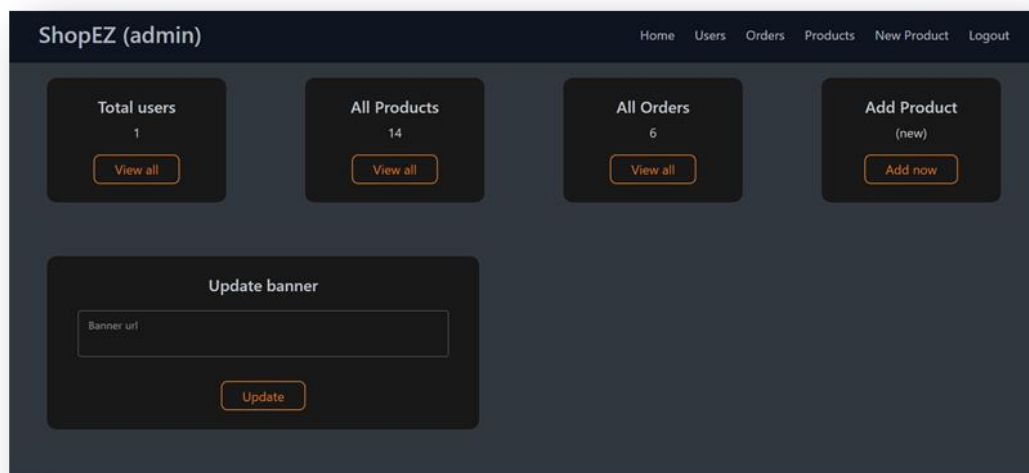 ShopEZ (admin)
Home Users Orders Products New Product Logout
Total users
1
View all
All Products
14
View all
All Orders
6
View all
Add Product
(new)
Add now
Update banner
Banner url
Update